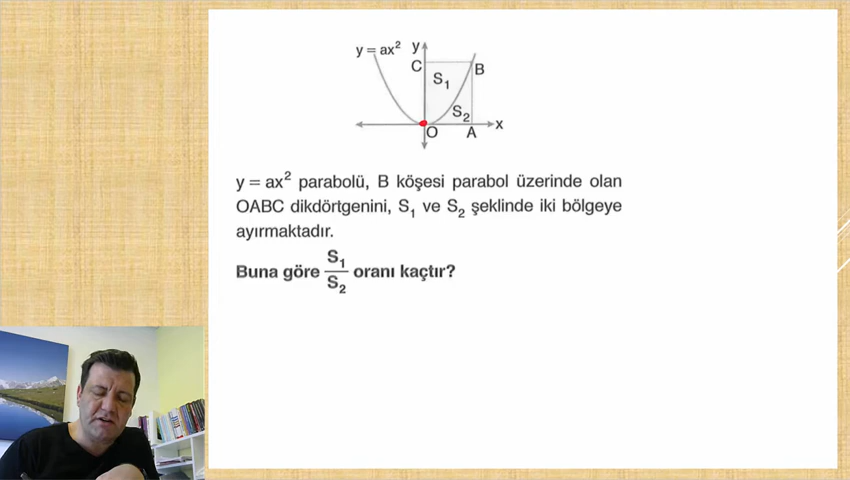 y = ax² y
C
B
S₁
S₂
O A x
y = ax² parabolü, B köşesi parabol üzerinde olan
OABC dikdörtgenini, S₁ ve S₂ şeklinde iki bölgeye
ayırmaktadır.
Buna göre S₁/S₂ oranı kaçtır?